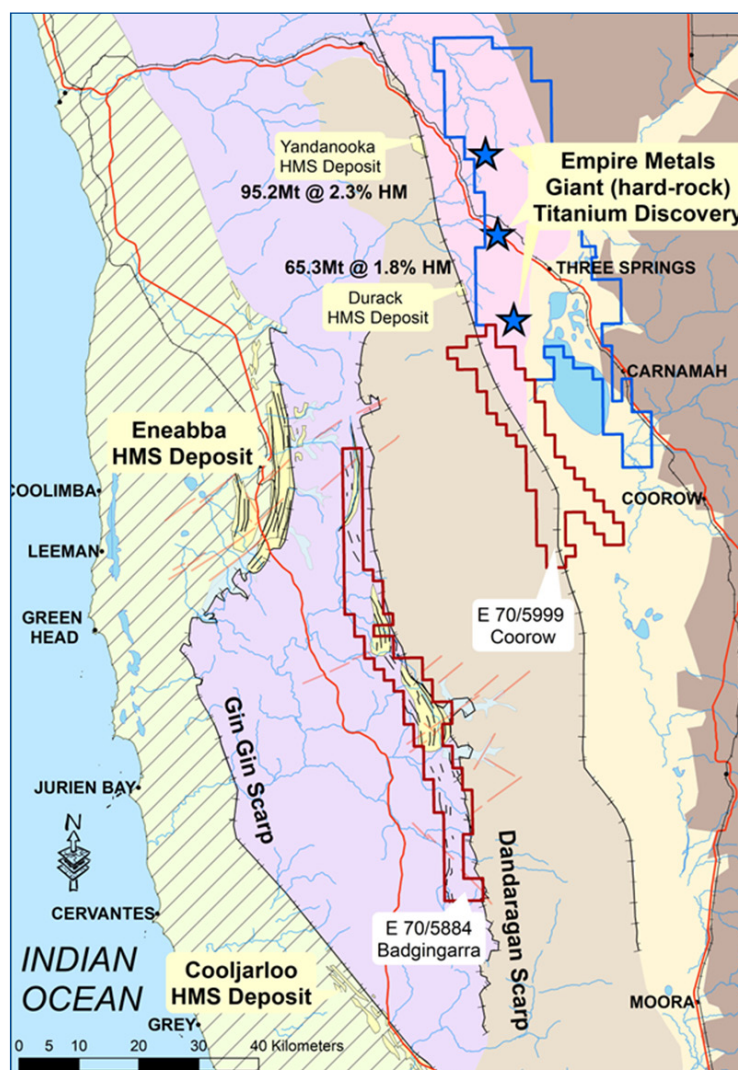 Yandanooka
HMS Deposit
95.2Mt @ 2.3% HM
Empire Metals
Giant (hard-rock)
Titanium Discovery
65.3Mt @ 1.8% HM
THREE SPRINGS
Durack
HMS Deposit
CARNAMAH
Eneabba
HMS Deposit
COOLIMBA
COOROW
LEEMAN
GREEN
HEAD
E 70/5999
Coorow
Gin Gin Scarp
JURIEN BAY
N
Dandaragan Scarp
CERVANTES
E 70/5884
Badgingarra
INDIAN
OCEAN
Cooljarloo
HMS Deposit
MOORA
GREY
0 5 10 20 30 40 Kilometers